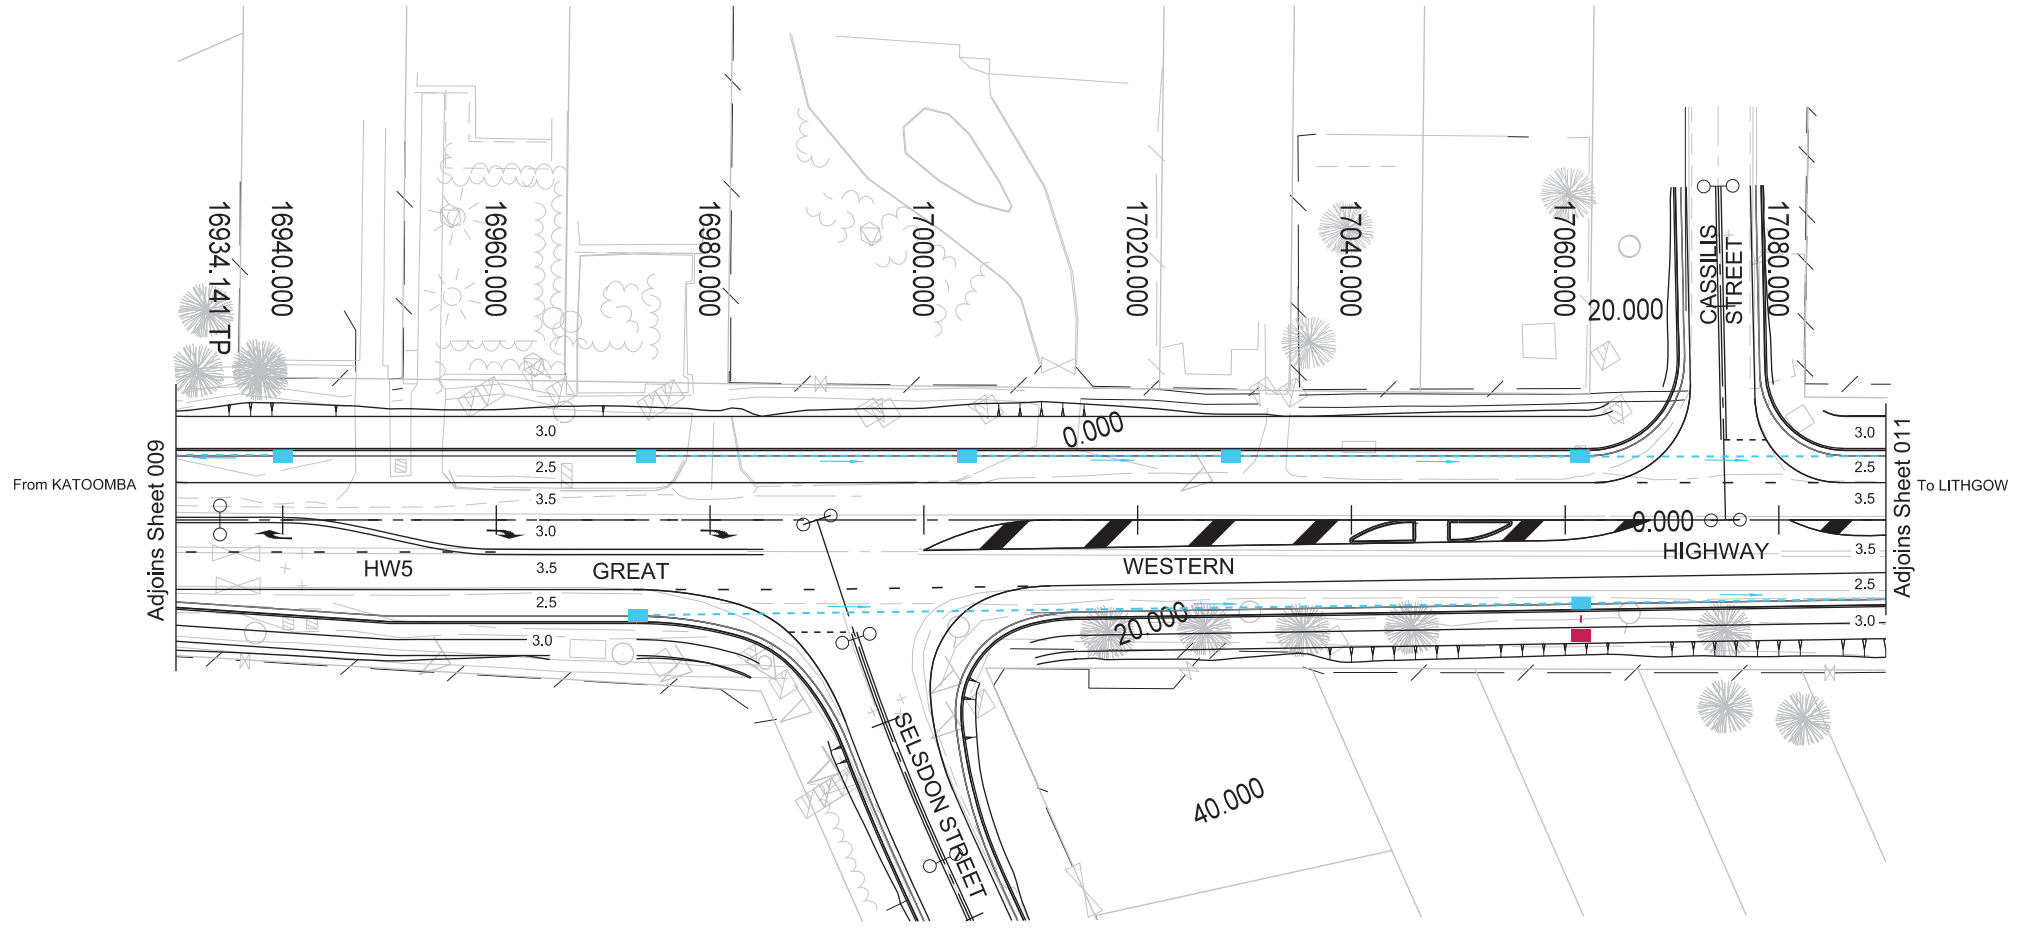 16934.141 TP
16940.000
16960.000
16980.000
17000.000
17020.000
17040.000
17060.000
17080.000
CASSILIS
STREET
20.000
Adjoins Sheet 009
From KATOOMBA
3.0
2.5
3.5
3.0
3.5
2.5
3.0
0.000
HW5
GREAT
WESTERN
HIGHWAY
0.000
20.000
SELSDON STREET
40.000
3.0
2.5
3.5
3.5
2.5
3.0
Adjoins Sheet 011
To LITHGOW